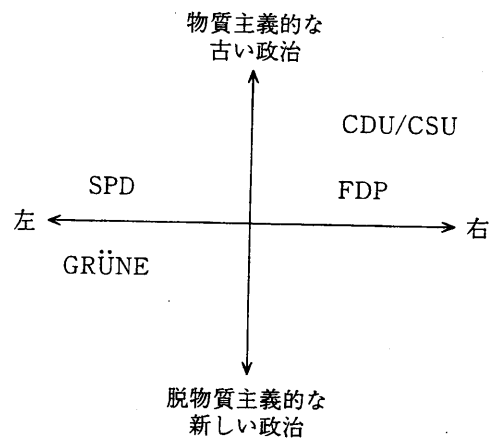 物質主義的な
古い政治
CDU/CSU
SPD
FDP
左
右
GRÜNE
脱物質主義的な
新しい政治